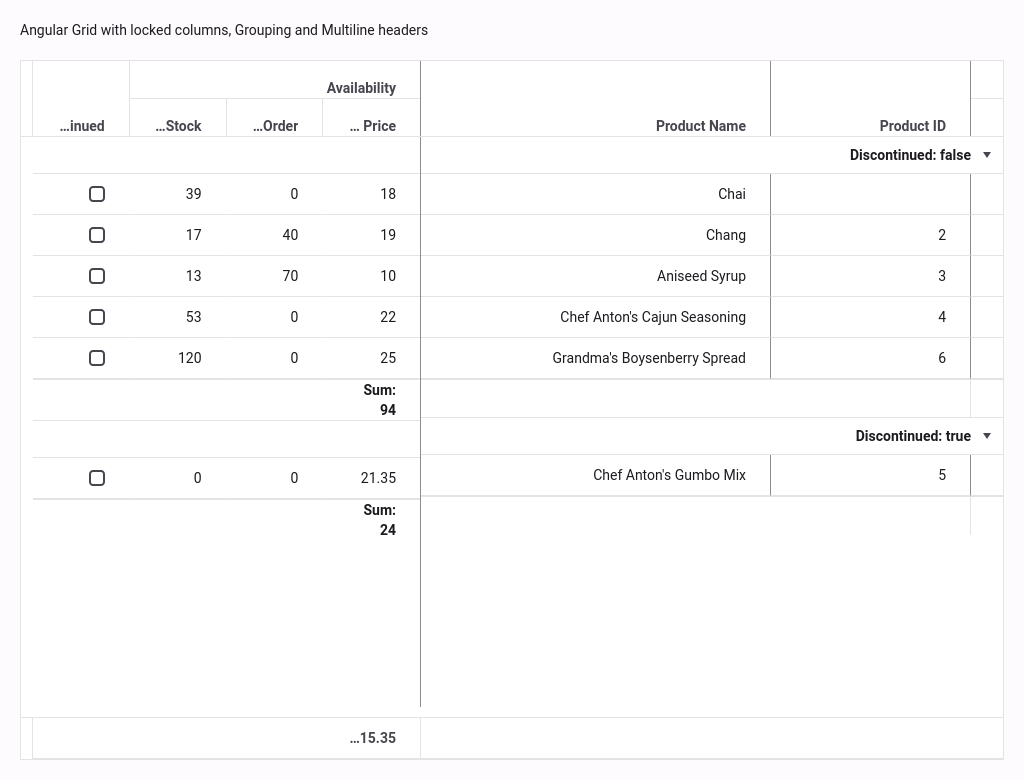 Angular Grid with locked columns, Grouping and Multiline headers
Availability
...inued ...Stock ...Order ... Price Product Name Product ID
Discontinued: false
39 0 18 Chai
17 40 19 Chang 2
13 70 10 Aniseed Syrup 3
53 0 22 Chef Anton's Cajun Seasoning 4
120 0 25 Grandma's Boysenberry Spread 6
Sum:
94
Discontinued: true
0 0 21.35 Chef Anton's Gumbo Mix 5
Sum:
24
...15.35